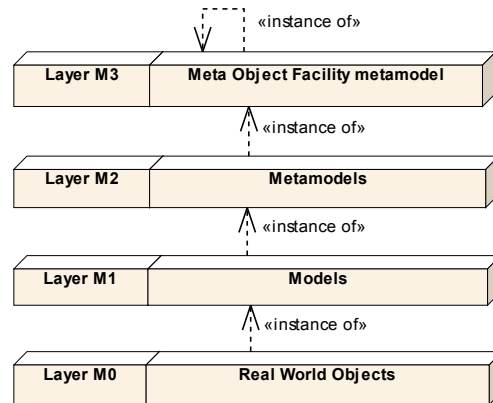 «instance of»
Layer M3 Meta Object Facility metamodel
«instance of»
Layer M2 Metamodels
«instance of»
Layer M1 Models
«instance of»
Layer M0 Real World Objects